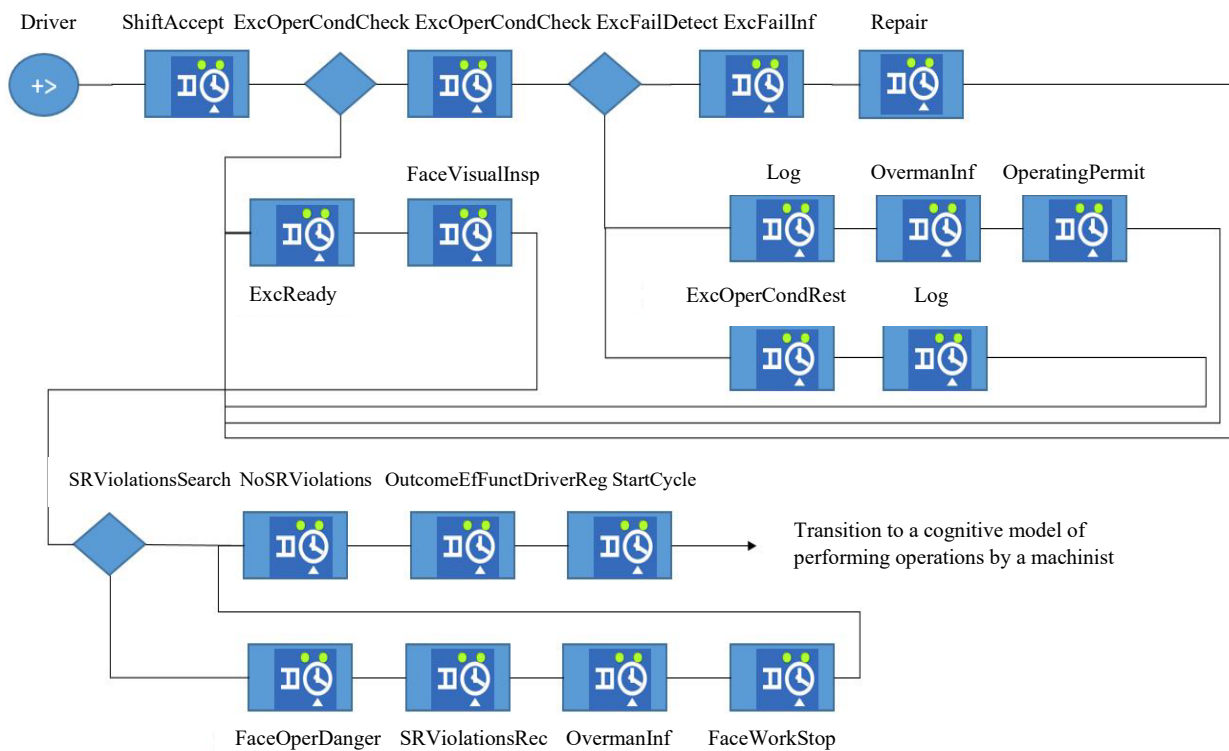 Driver
ShiftAccept
ExcOperCondCheck
ExcOperCondCheck
ExcFailDetect
ExcFailInf
Repair
+>
FaceVisualInsp
Log
OvermanInf
OperatingPermit
ExcReady
ExcOperCondRest
Log
SRViolationsSearch
NoSRViolations
OutcomeEfFunctDriverReg
StartCycle
Transition to a cognitive model of
performing operations by a machinist
FaceOperDanger
SRViolationsRec
OvermanInf
FaceWorkStop